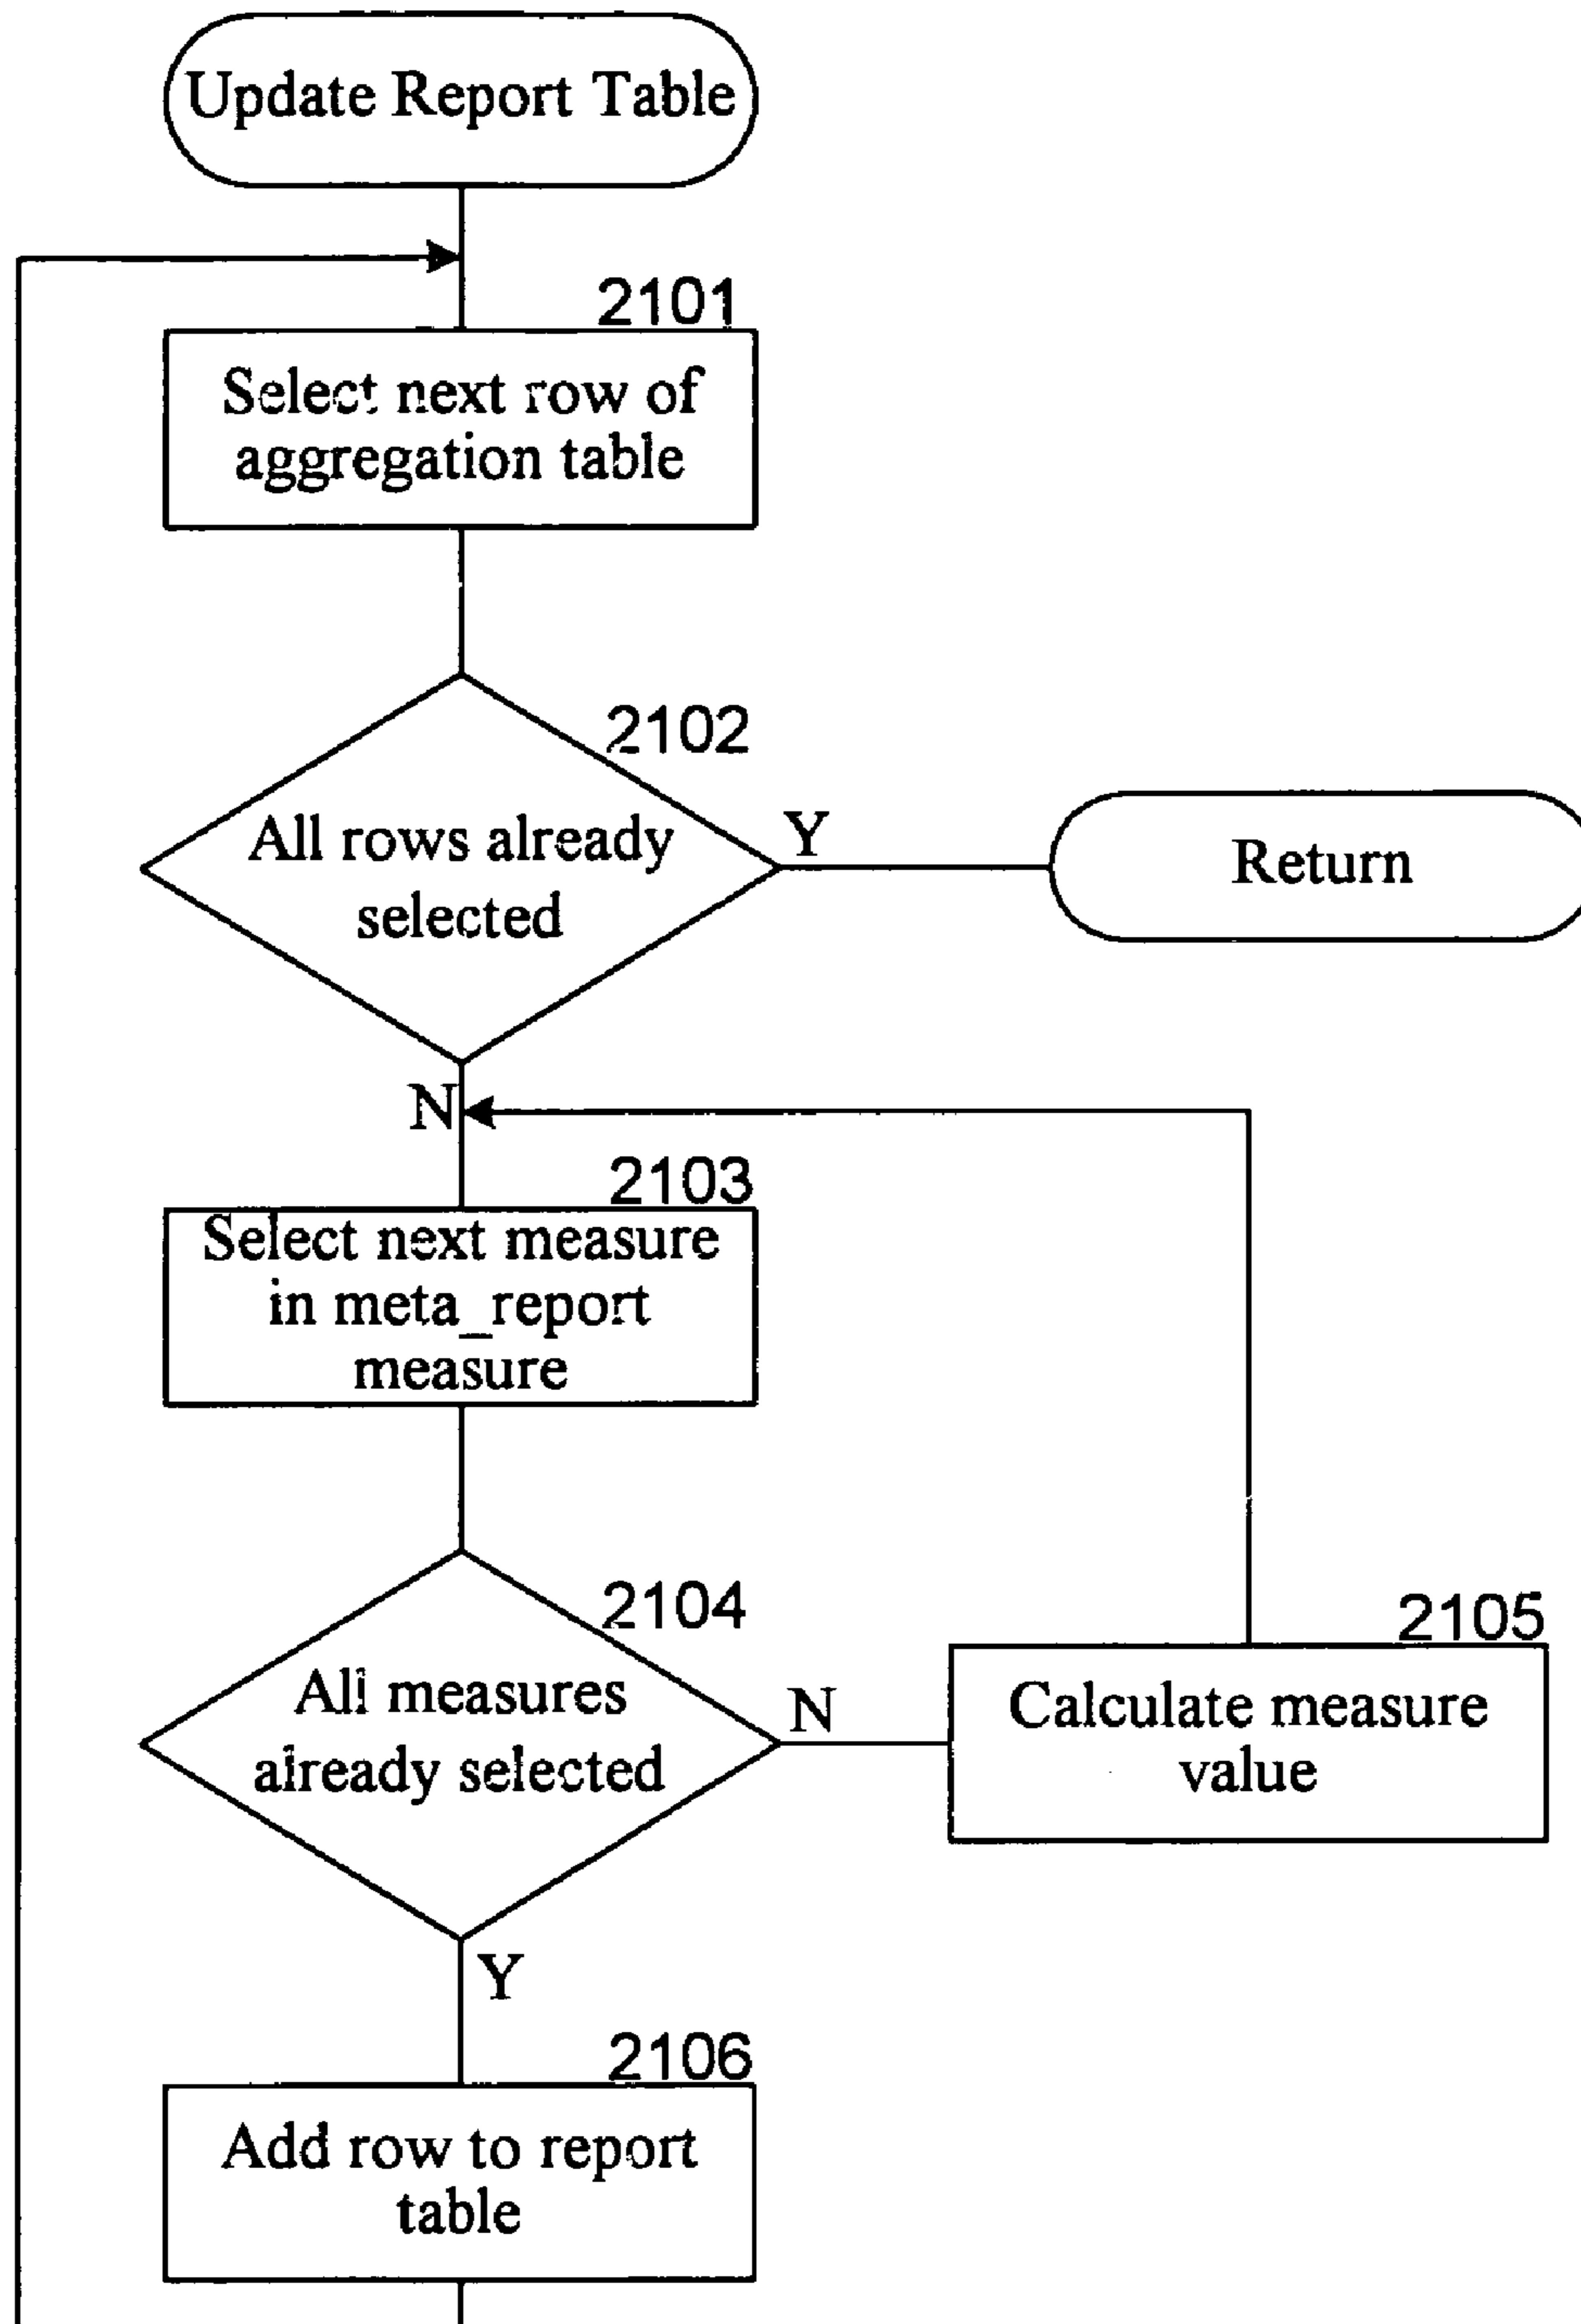 Update Report Table
2101
Select next row of
aggregation table
2102
All rows already
selected
Y
Return
N
2103
Select next measure
in meta_report
measure
2104
All measures
already selected
N
2105
Calculate measure
value
Y
2106
Add row to report
table